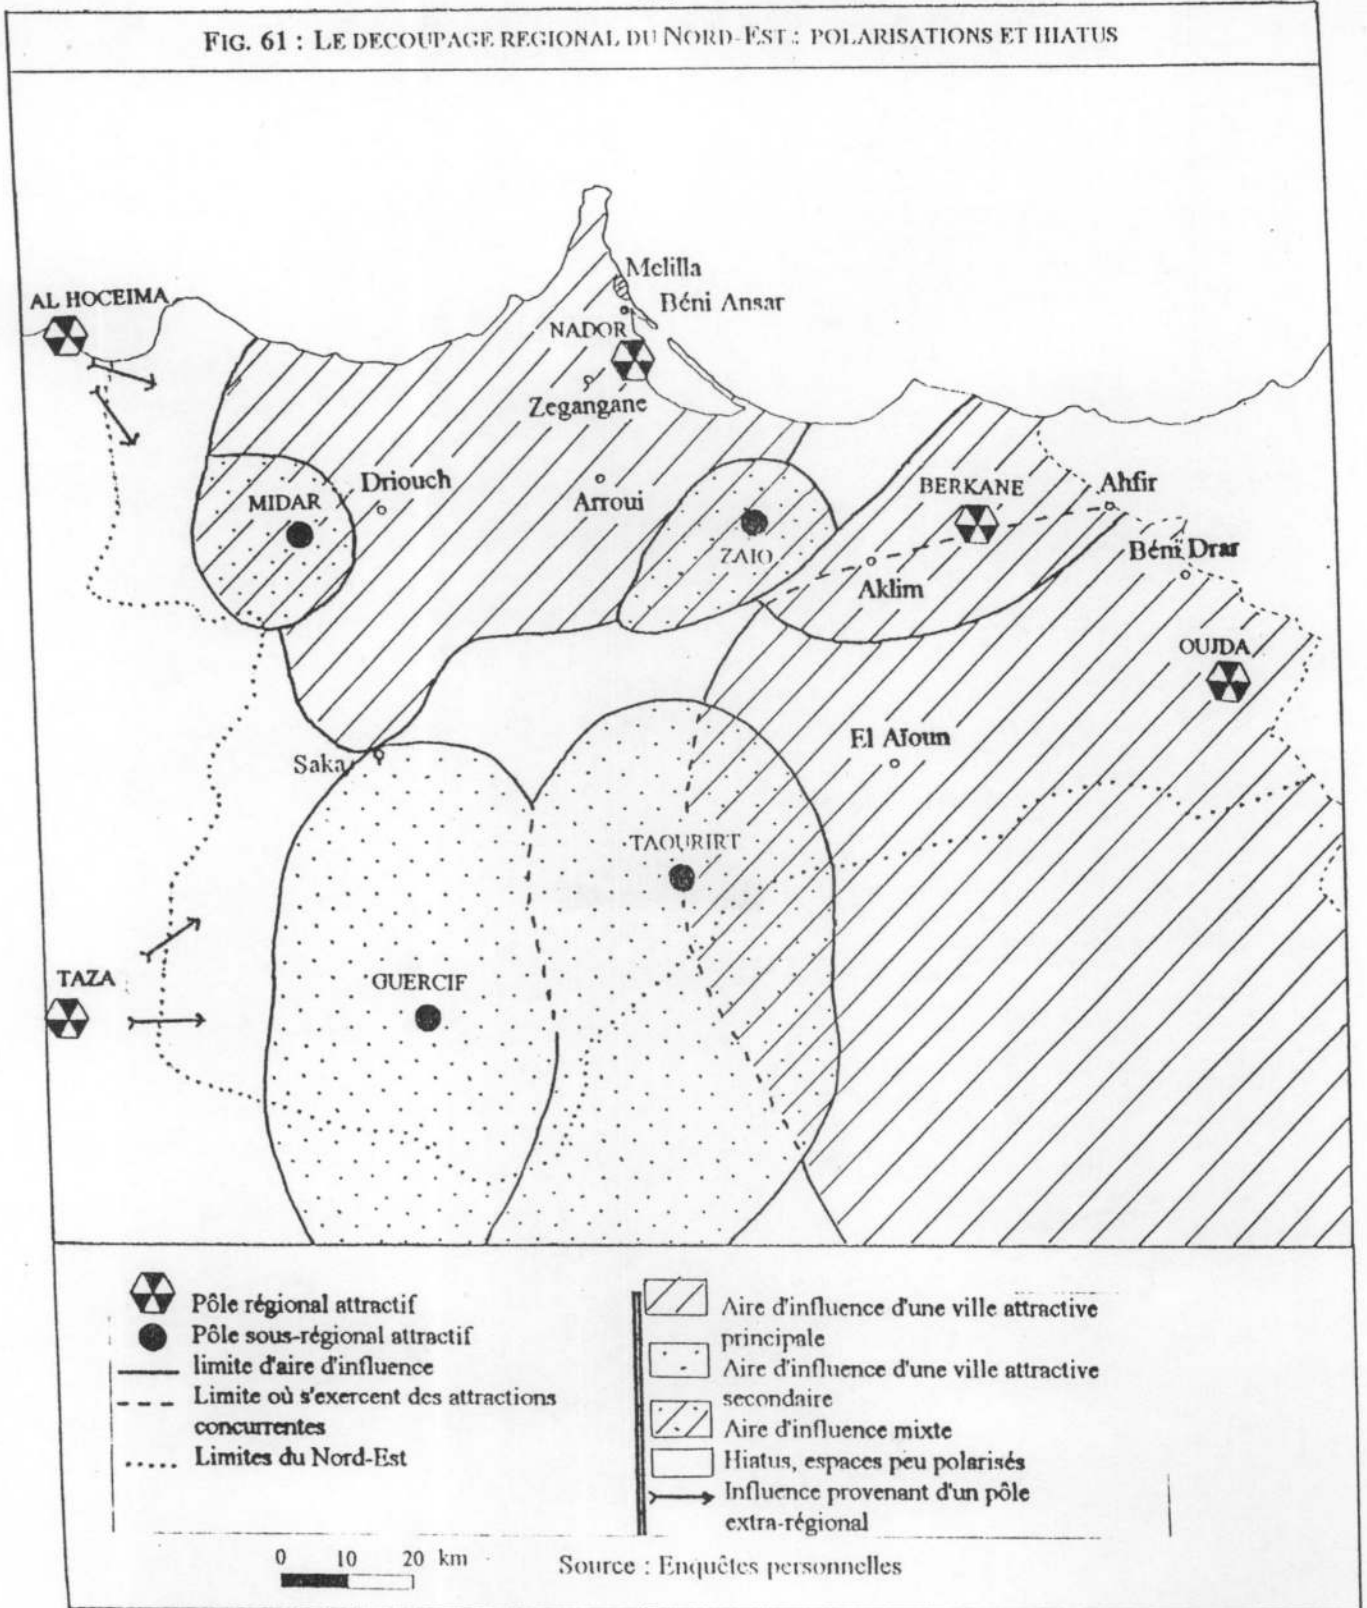 FIG. 61 : LE DECOUPAGE REGIONAL DU NORD-EST : POLARISATIONS ET HIATUS
Melilla
AL HOCEIMA
Béni Ansar
NADOR
Zegangane
Driouch
MIDAR
Arroui
BERKANE
Ahfir
ZAIO
Béni Drar
Aklim
OUJDA
El Aïoun
Saka
TAOURIRT
TAZA
GUERCIF
Pôle régional attractif
Pôle sous-régional attractif
limite d'aire d'influence
Limite où s'exercent des attractions
concurrentes
Limites du Nord-Est
Aire d'influence d'une ville attractive
principale
Aire d'influence d'une ville attractive
secondaire
Aire d'influence mixte
Hiatus, espaces peu polarisés
Influence provenant d'un pôle
extra-régional
0 10 20 km
Source : Enquêtes personnelles